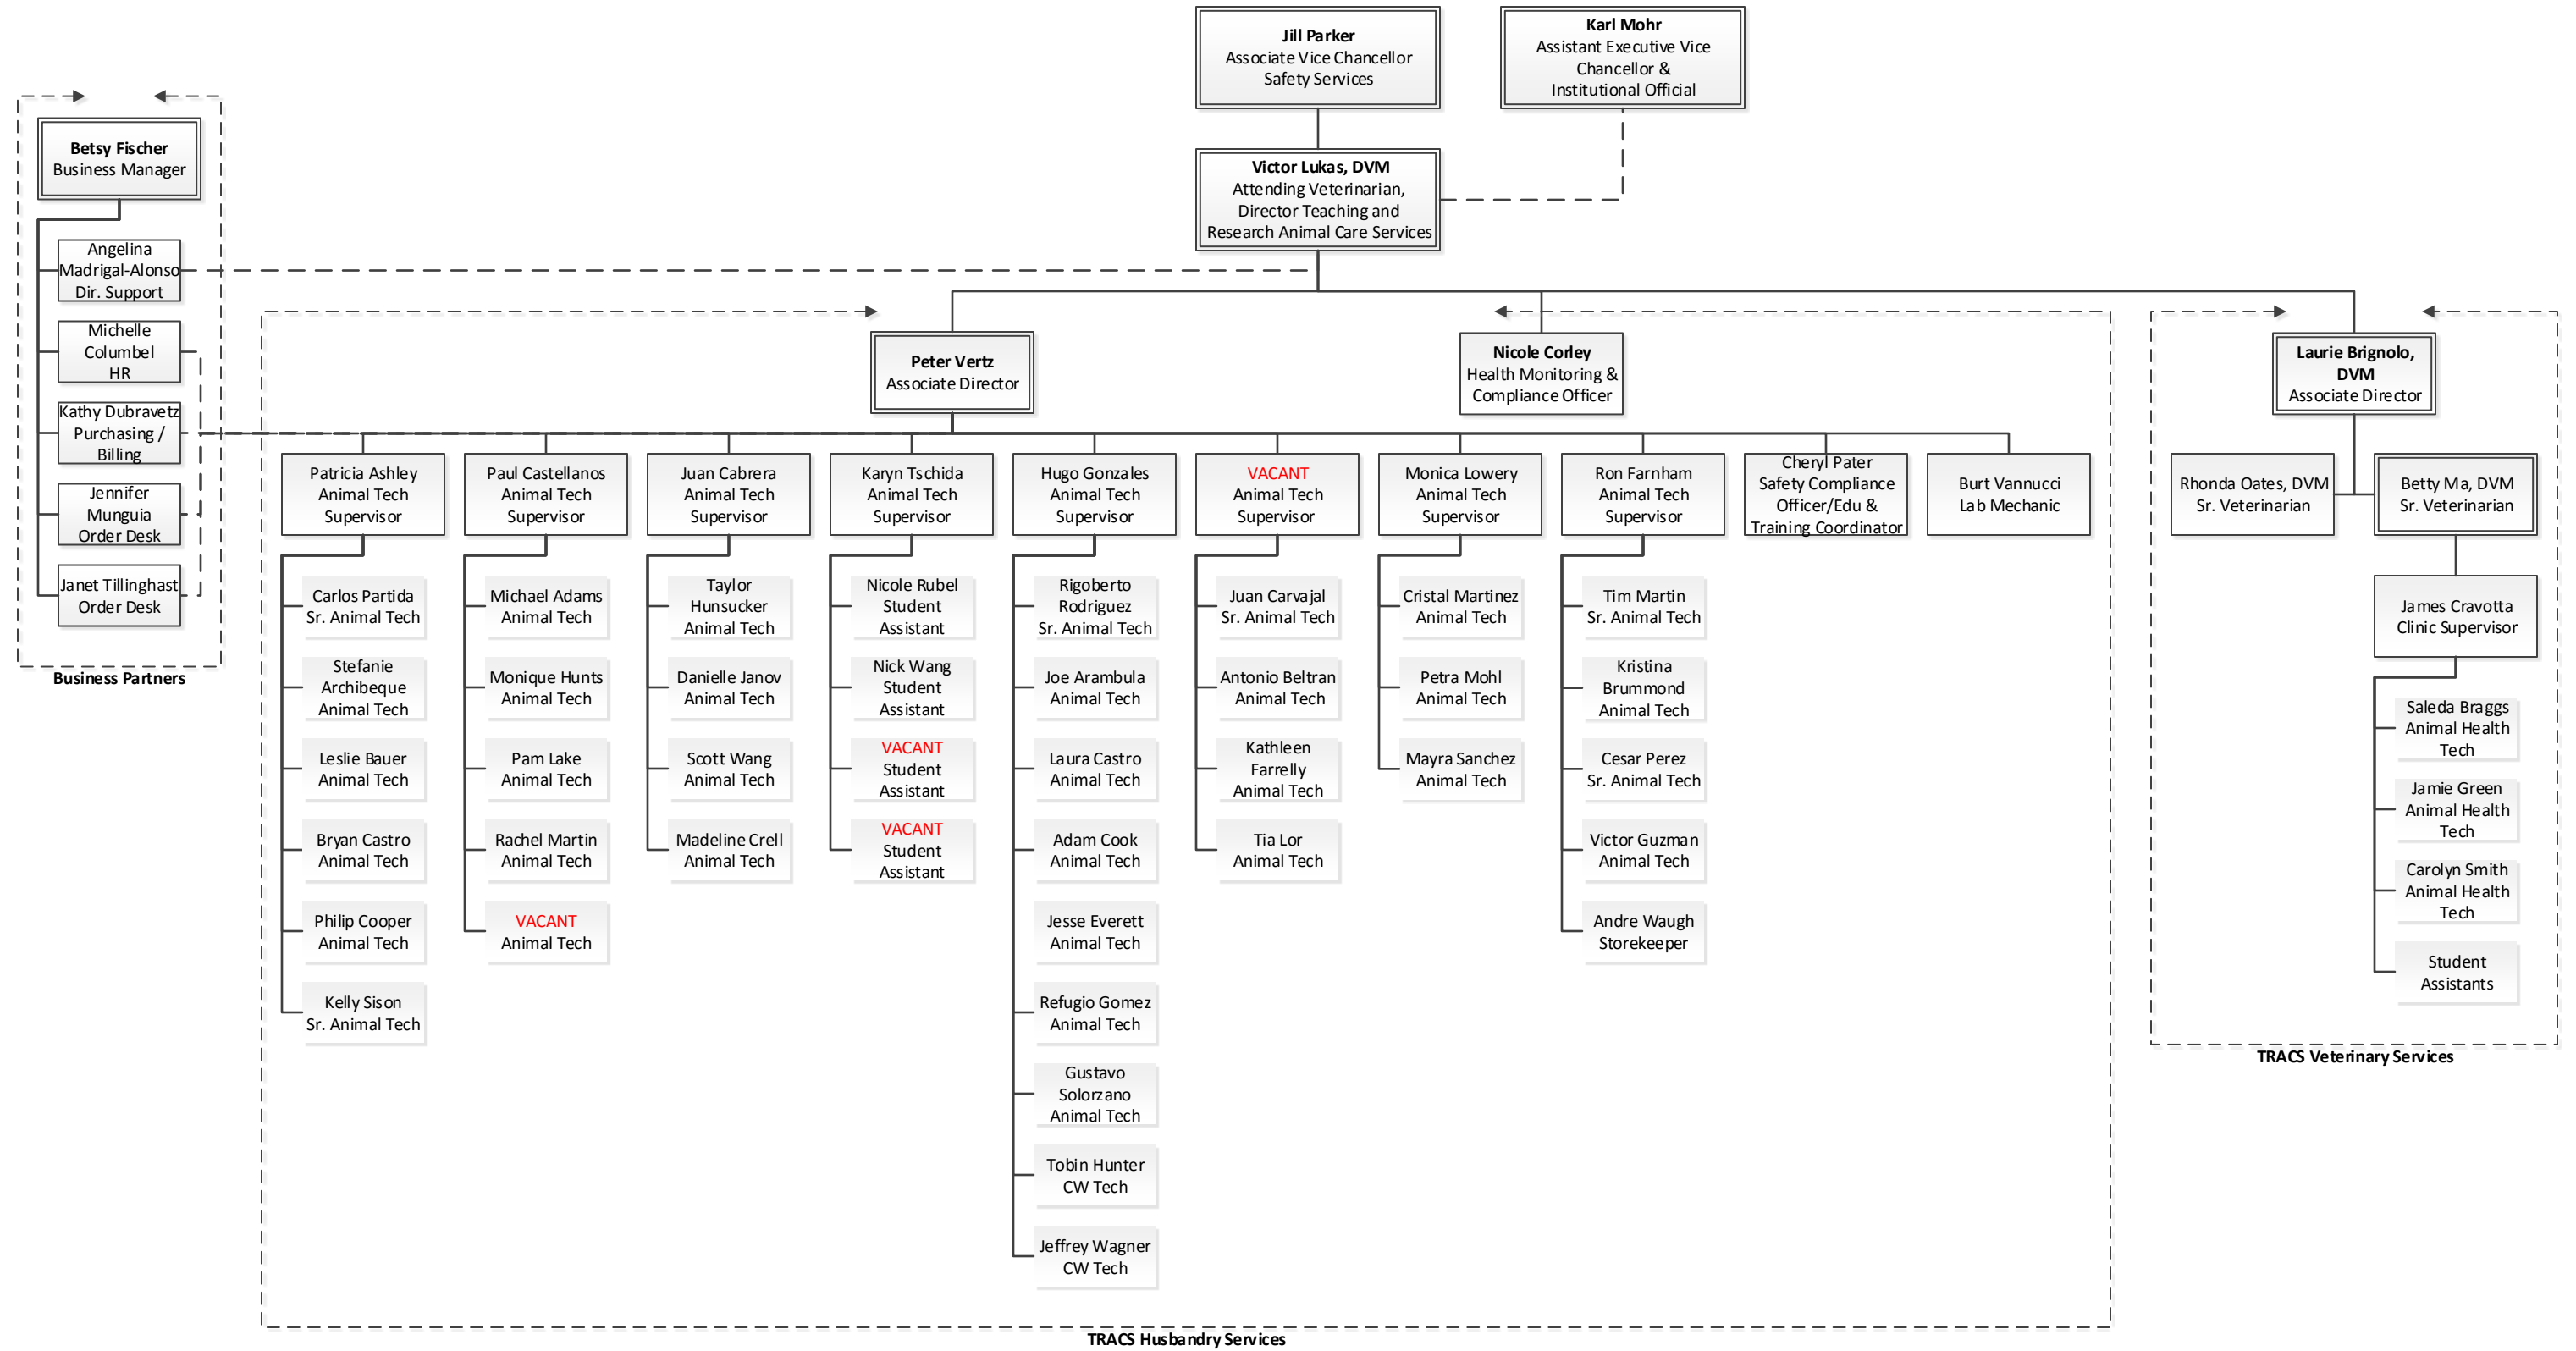 Jill Parker
Associate Vice Chancellor
Safety Services
Karl Mohr
Assistant Executive Vice
Chancellor &
Institutional Official
Victor Lukas, DVM
Attending Veterinarian,
Director Teaching and
Research Animal Care Services
Betsy Fischer
Business Manager
Angelina
Madrigal-Alonso
Dir. Support
Michelle
Columbel
HR
Kathy Dubravetz
Purchasing /
Billing
Jennifer
Munguia
Order Desk
Janet Tillinghast
Order Desk
Business Partners
Peter Vertz
Associate Director
Nicole Corley
Health Monitoring &
Compliance Officer
Laurie Brignolo,
DVM
Associate Director
Patricia Ashley
Animal Tech
Supervisor
Carlos Partida
Sr. Animal Tech
Stefanie
Archibeque
Animal Tech
Leslie Bauer
Animal Tech
Bryan Castro
Animal Tech
Philip Cooper
Animal Tech
Kelly Sison
Sr. Animal Tech
Paul Castellanos
Animal Tech
Supervisor
Michael Adams
Animal Tech
Monique Hunts
Animal Tech
Pam Lake
Animal Tech
Rachel Martin
Animal Tech
VACANT
Animal Tech
Juan Cabrera
Animal Tech
Supervisor
Taylor
Hunsucker
Animal Tech
Danielle Janov
Animal Tech
Scott Wang
Animal Tech
Madeline Crell
Animal Tech
Karyn Tschida
Animal Tech
Supervisor
Nicole Rubel
Student
Assistant
Nick Wang
Student
Assistant
VACANT
Student
Assistant
VACANT
Student
Assistant
Hugo Gonzales
Animal Tech
Supervisor
Rigoberto
Rodriguez
Sr. Animal Tech
Joe Arambula
Animal Tech
Laura Castro
Animal Tech
Adam Cook
Animal Tech
Jesse Everett
Animal Tech
Refugio Gomez
Animal Tech
Gustavo
Solorzano
Animal Tech
Tobin Hunter
CW Tech
Jeffrey Wagner
CW Tech
VACANT
Animal Tech
Supervisor
Juan Carvajal
Sr. Animal Tech
Antonio Beltran
Animal Tech
Kathleen
Farrelly
Animal Tech
Tia Lor
Animal Tech
Monica Lowery
Animal Tech
Supervisor
Cristal Martinez
Animal Tech
Petra Mohl
Animal Tech
Mayra Sanchez
Animal Tech
Ron Farnham
Animal Tech
Supervisor
Tim Martin
Sr. Animal Tech
Kristina
Brummond
Animal Tech
Cesar Perez
Sr. Animal Tech
Victor Guzman
Animal Tech
Andre Waugh
Storekeeper
Cheryl Pater
Safety Compliance
Officer/Edu &
Training Coordinator
Burt Vannucci
Lab Mechanic
TRACS Husbandry Services
Rhonda Oates, DVM
Sr. Veterinarian
Betty Ma, DVM
Sr. Veterinarian
James Cravotta
Clinic Supervisor
Saleda Braggs
Animal Health
Tech
Jamie Green
Animal Health
Tech
Carolyn Smith
Animal Health
Tech
Student
Assistants
TRACS Veterinary Services